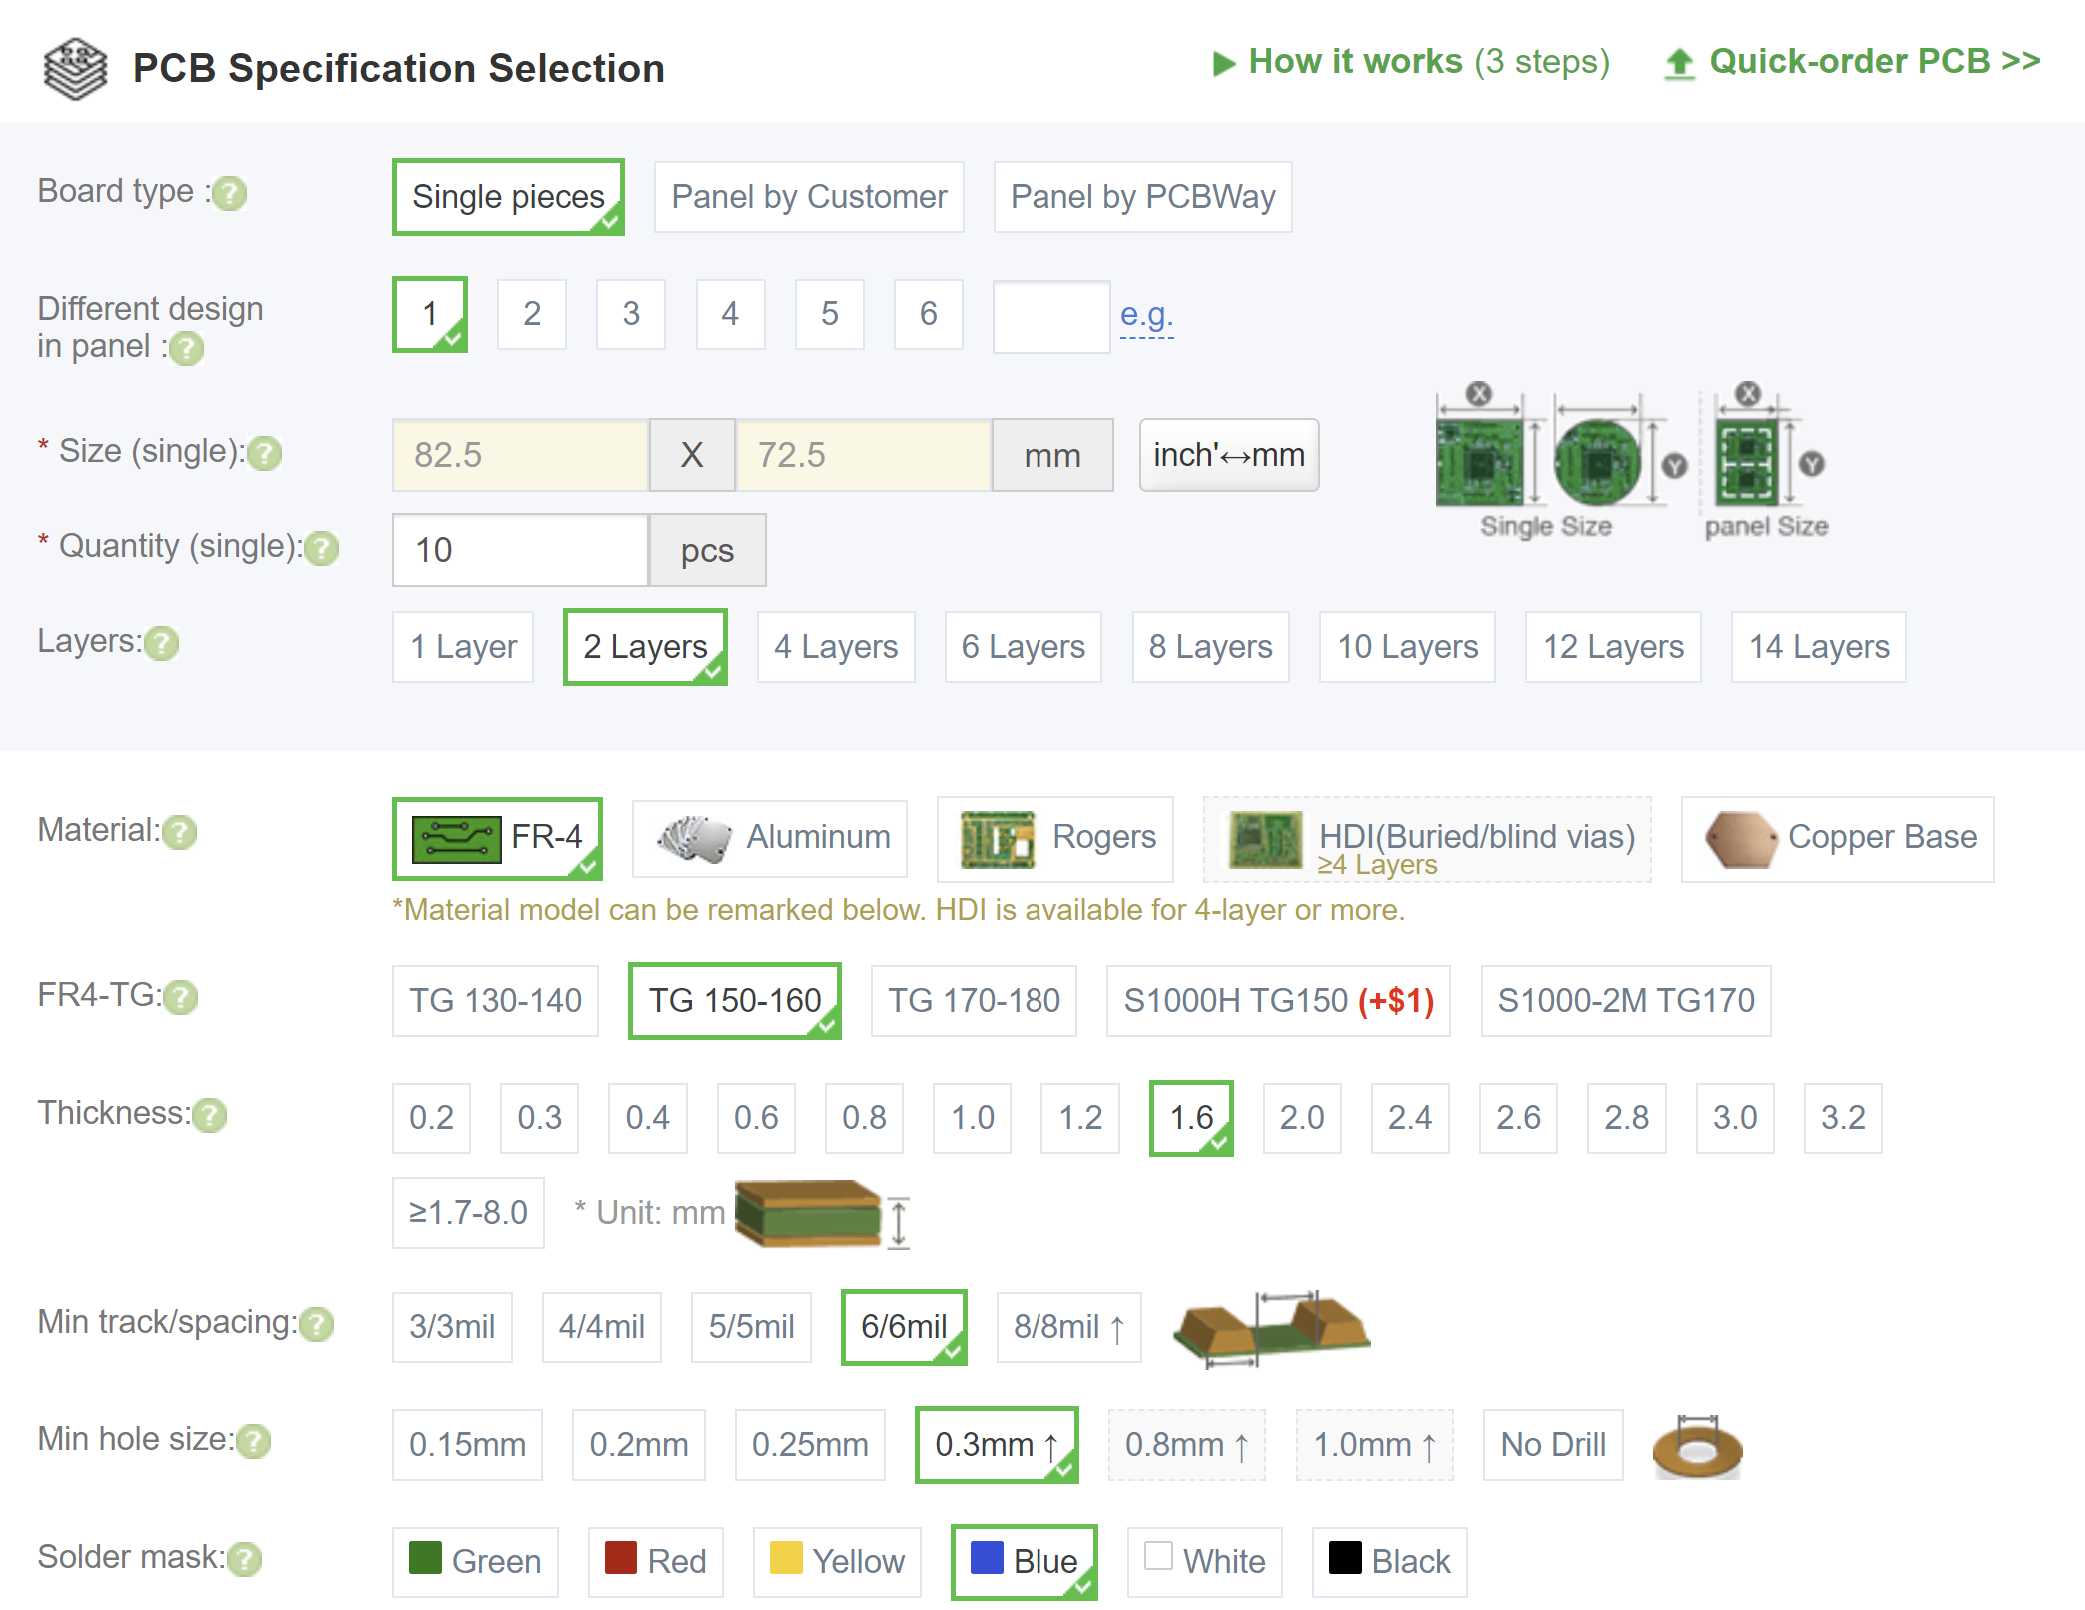 PCB Specification Selection
How it works (3 steps) Quick-order PCB >>
Board type : ? Single pieces Panel by Customer Panel by PCBWay
Different design
in panel : ? 1 2 3 4 5 6 e.g.
* Size (single): ? 82.5 X 72.5 mm inch'↔mm
X X
Y Y
Single Size panel Size
* Quantity (single): ? 10 pcs
Layers: ? 1 Layer 2 Layers 4 Layers 6 Layers 8 Layers 10 Layers 12 Layers 14 Layers
Material: ? FR-4 Aluminum Rogers HDI(Buried/blind vias) Copper Base
≥4 Layers
*Material model can be remarked below. HDI is available for 4-layer or more.
FR4-TG: ? TG 130-140 TG 150-160 TG 170-180 S1000H TG150 (+$1) S1000-2M TG170
Thickness: ? 0.2 0.3 0.4 0.6 0.8 1.0 1.2 1.6 2.0 2.4 2.6 2.8 3.0 3.2
≥1.7-8.0 * Unit: mm
Min track/spacing: ? 3/3mil 4/4mil 5/5mil 6/6mil 8/8mil ↑
Min hole size: ? 0.15mm 0.2mm 0.25mm 0.3mm ↑ 0.8mm ↑ 1.0mm ↑ No Drill
Solder mask: ? Green Red Yellow Blue White Black